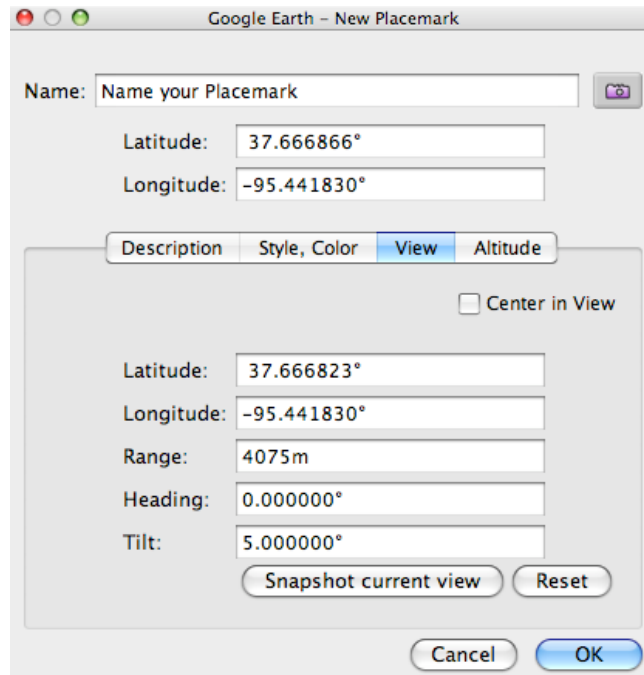 Google Earth – New Placemark
Name: Name your Placemark
Latitude: 37.666866°
Longitude: -95.441830°
Description Style, Color View Altitude
Center in View
Latitude: 37.666823°
Longitude: -95.441830°
Range: 4075m
Heading: 0.000000°
Tilt: 5.000000°
Snapshot current view Reset
Cancel OK